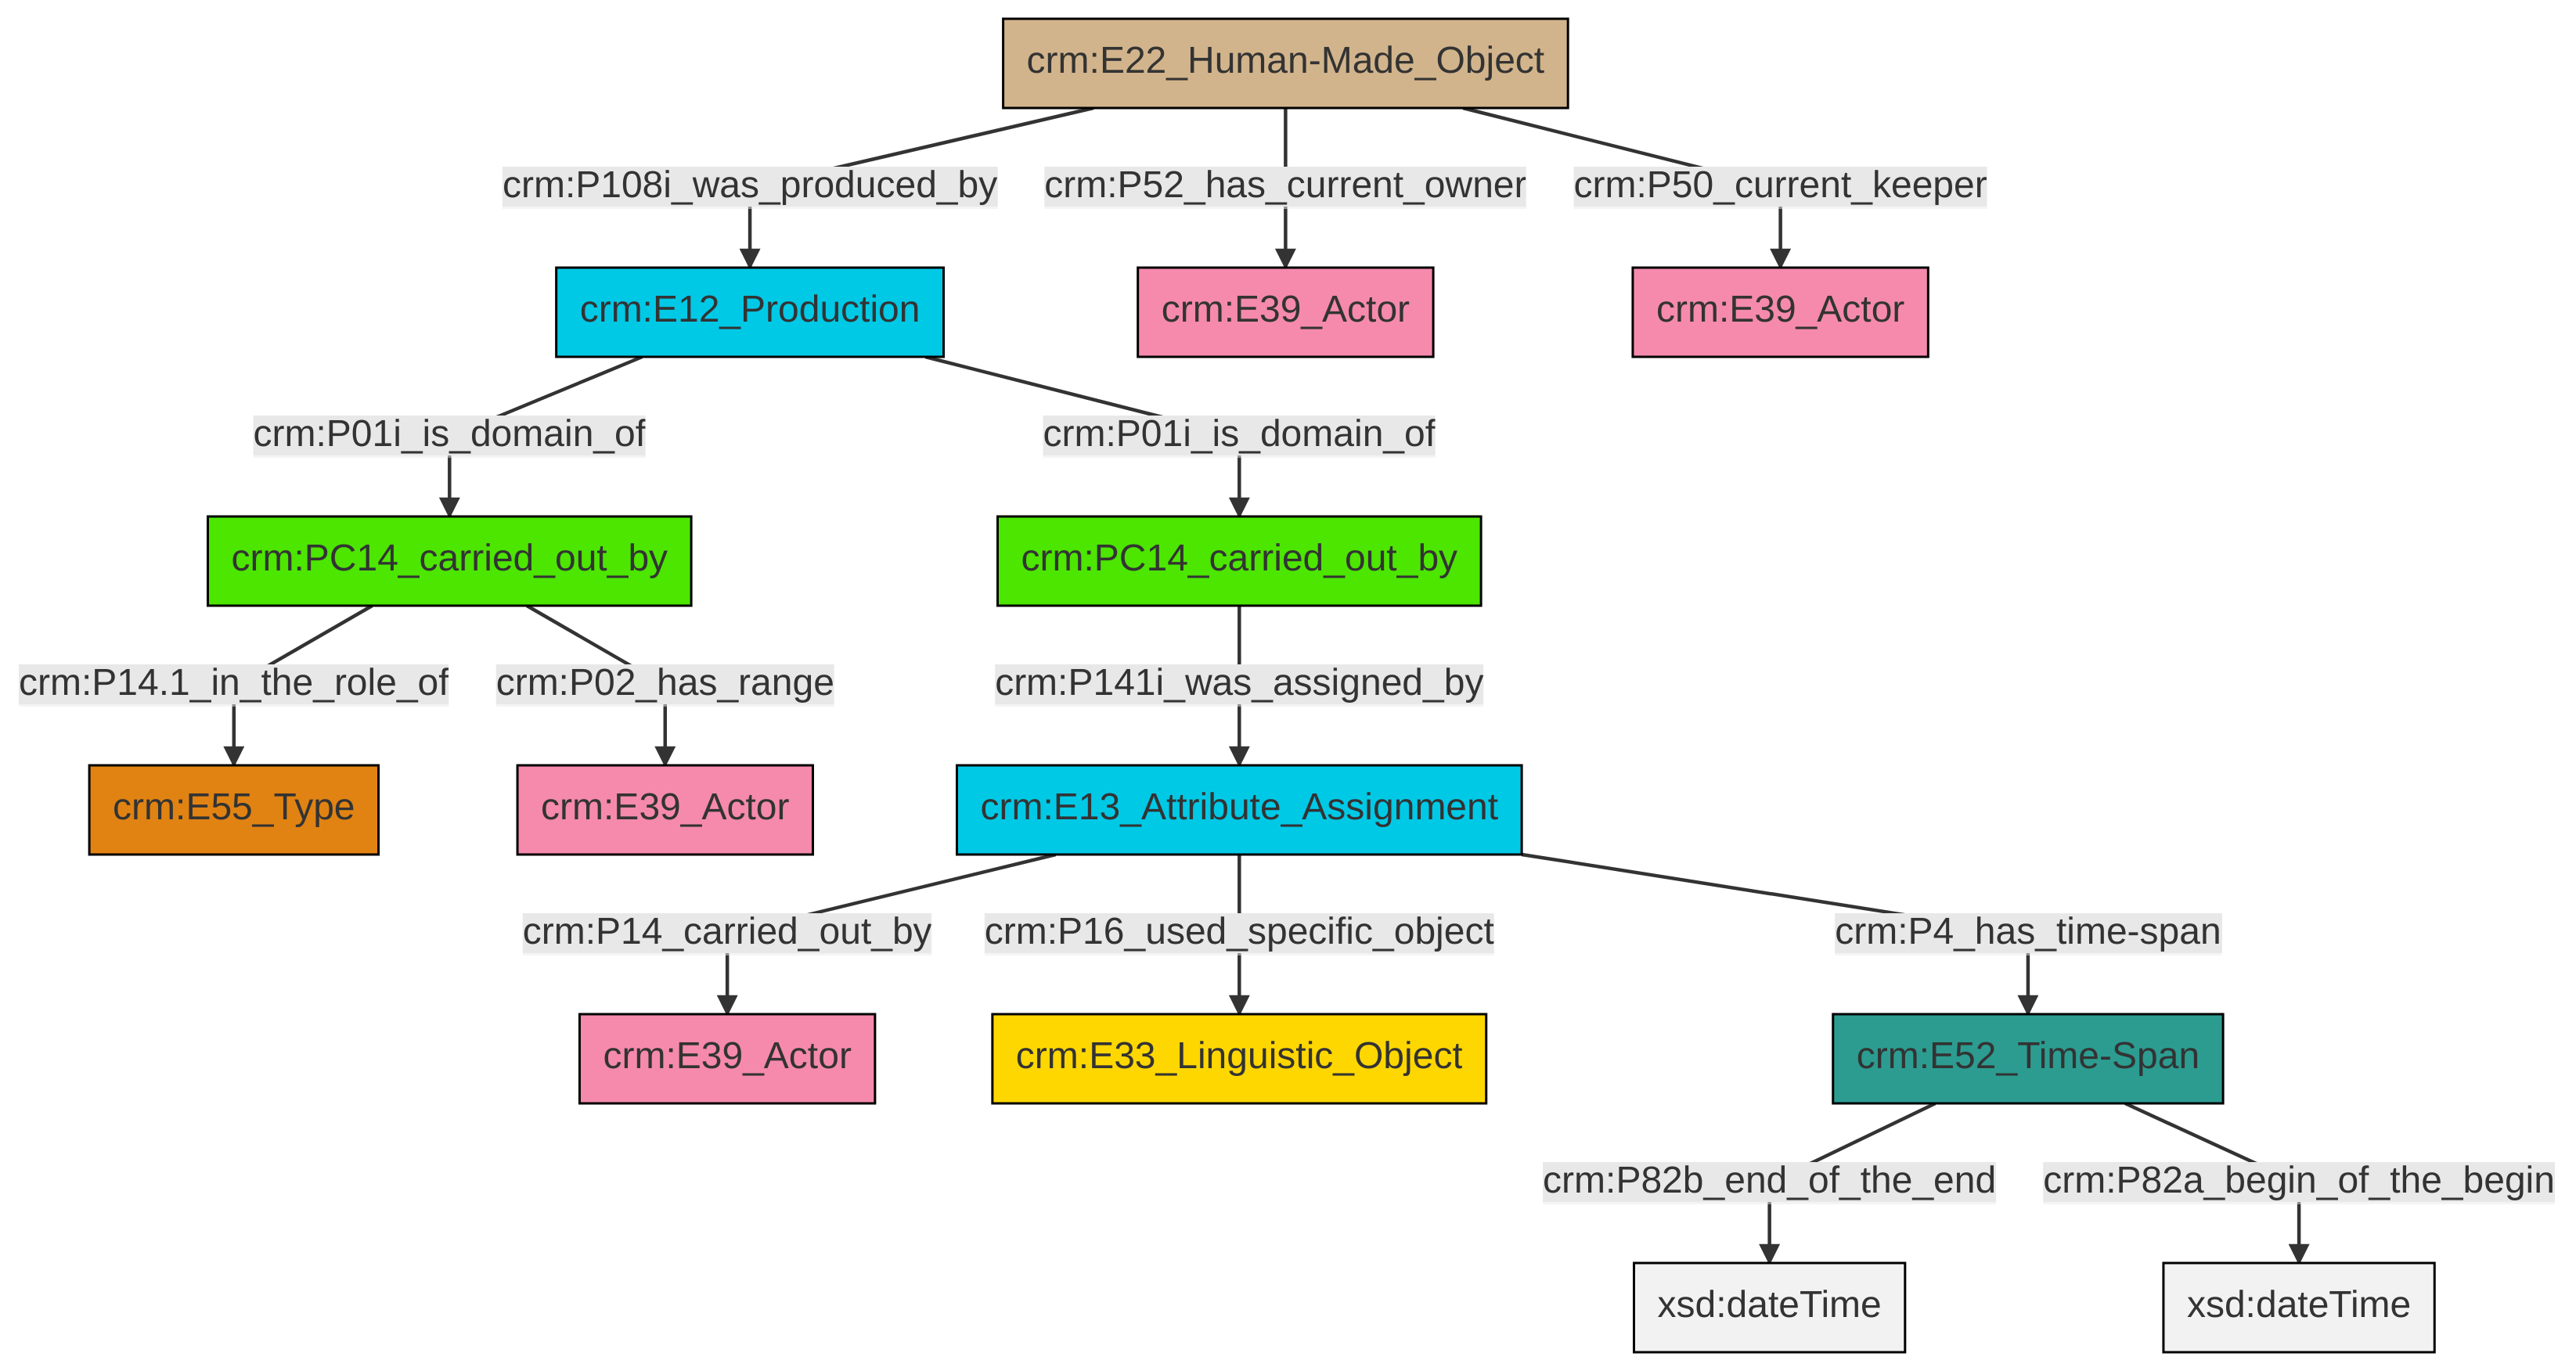 crm:E22_Human-Made_Object
crm:P108i_was_produced_by
crm:P52_has_current_owner
crm:P50_current_keeper
crm:E12_Production
crm:E39_Actor
crm:E39_Actor
crm:P01i_is_domain_of
crm:P01i_is_domain_of
crm:PC14_carried_out_by
crm:PC14_carried_out_by
crm:P14.1_in_the_role_of
crm:P02_has_range
crm:P141i_was_assigned_by
crm:E55_Type
crm:E39_Actor
crm:E13_Attribute_Assignment
crm:P14_carried_out_by
crm:P16_used_specific_object
crm:P4_has_time-span
crm:E39_Actor
crm:E33_Linguistic_Object
crm:E52_Time-Span
crm:P82b_end_of_the_end
crm:P82a_begin_of_the_begin
xsd:dateTime
xsd:dateTime